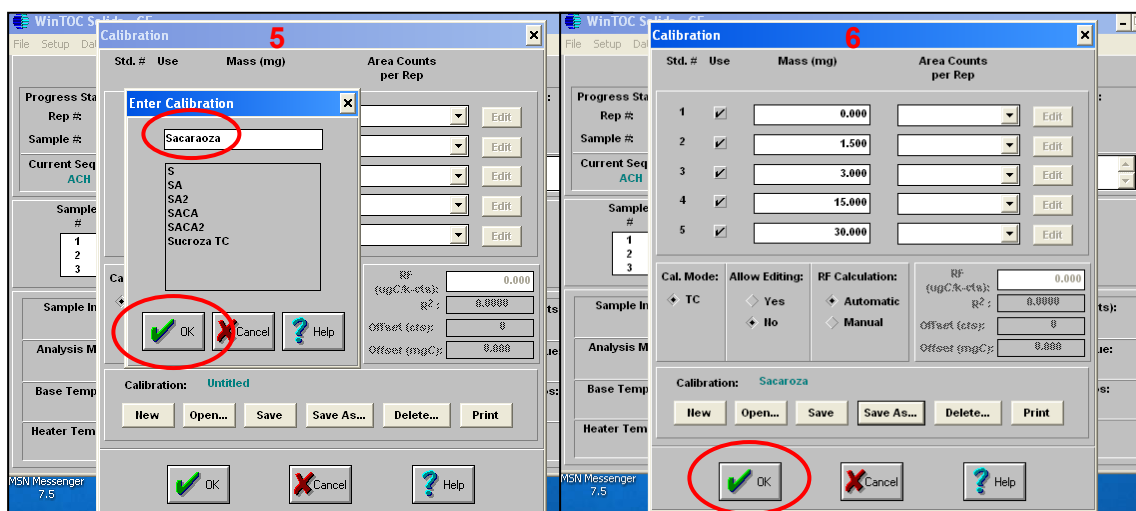 WinTOC Solids - CE
File Setup Dat
Calibration
5
Std. # Use Mass (mg) Area Counts
per Rep
Progress Sta
Rep #:
Sample #:
Current Seq
ACH
Sample
#
1
2
3
Sample In
Analysis M
Base Temp
Heater Tem
MSN Messenger
7.5
Enter Calibration
Sacaraoza
S
SA
SA2
SACA
SACA2
Sucroza TC
OK Cancel Help
Edit
Edit
Edit
Edit
Edit
Ca
RF
(ugC/k-cts): 0.000
R2 : 0.0000
Offset (cts): 0
Offset (mgC): 0.000
Calibration: Untitled
New Open... Save Save As... Delete... Print
OK Cancel Help
WinTOC Solids - CE
File Setup Dat
Calibration
6
Std. # Use Mass (mg) Area Counts
per Rep
1 0.000 Edit
2 1.500 Edit
3 3.000 Edit
4 15.000 Edit
5 30.000 Edit
Progress Sta
Rep #:
Sample #:
Current Seq
ACH
Sample
#
1
2
3
Sample In
Analysis M
Base Temp
Heater Tem
MSN Messenger
7.5
Cal. Mode: Allow Editing: RF Calculation:
TC Yes Automatic
No Manual
RF
(ugC/k-cts): 0.000
R2 : 0.0000
Offset (cts): 0
Offset (mgC): 0.000
ts):
ue:
s:
Calibration: Sacaroza
New Open... Save Save As... Delete... Print
OK Cancel Help